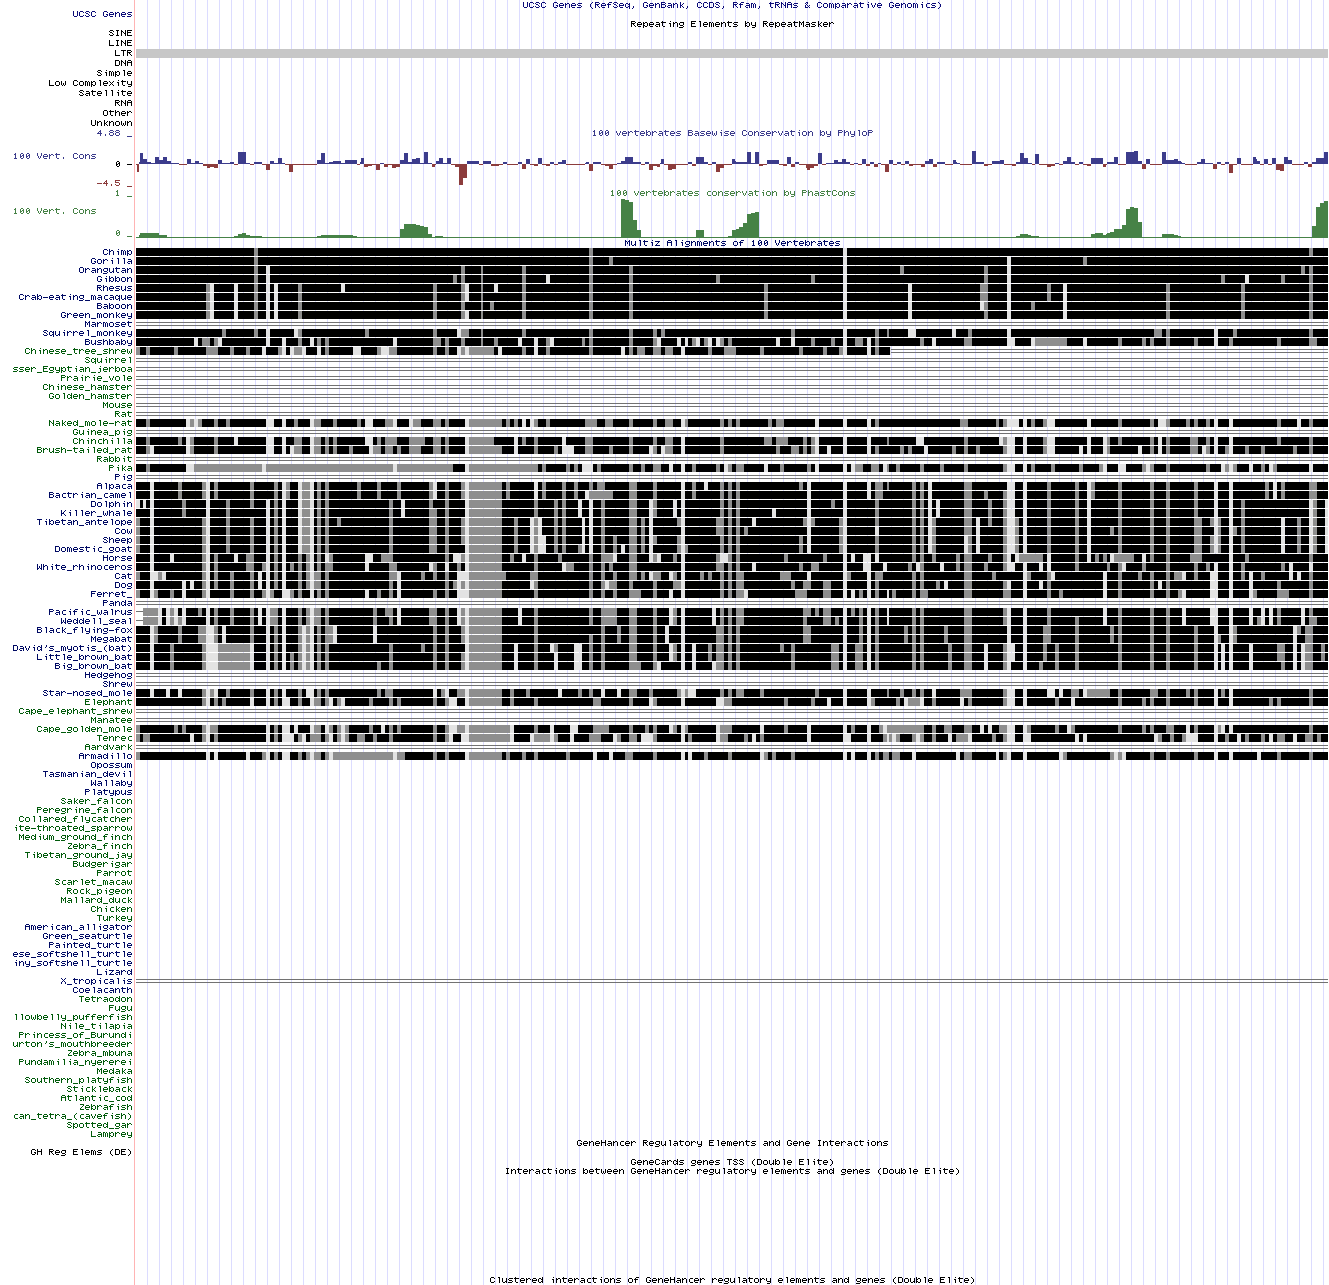 UCSC Genes (RefSeq, GenBank, CCDS, Rfam, tRNAs & Comparative Genomics)
UCSC Genes
Repeating Elements by RepeatMasker
SINE
LINE
LTR
DNA
Simple
Low Complexity
Satellite
RNA
Other
Unknown
4.88 _
100 vertebrates Basewise Conservation by PhyloP
100 Vert. Cons
0 -
-4.5 _
1 _
100 vertebrates conservation by PhastCons
100 Vert. Cons
0 _
Multiz Alignments of 100 Vertebrates
Chimp
Gorilla
Orangutan
Gibbon
Rhesus
Crab-eating_macaque
Baboon
Green_monkey
Marmoset
Squirrel_monkey
Bushbaby
Chinese_tree_shrew
Squirrel
sser_Egyptian_jerboa
Prairie_vole
Chinese_hamster
Golden_hamster
Mouse
Rat
Naked_mole-rat
Guinea_pig
Chinchilla
Brush-tailed_rat
Rabbit
Pika
Pig
Alpaca
Bactrian_camel
Dolphin
Killer_whale
Tibetan_antelope
Cow
Sheep
Domestic_goat
Horse
White_rhinoceros
Cat
Dog
Ferret_
Panda
Pacific_walrus
Weddell_seal
Black_flying-fox
Megabat
David's_myotis_(bat)
Little_brown_bat
Big_brown_bat
Hedgehog
Shrew
Star-nosed_mole
Elephant
Cape_elephant_shrew
Manatee
Cape_golden_mole
Tenrec
Aardvark
Armadillo
Opossum
Tasmanian_devil
Wallaby
Platypus
Saker_falcon
Peregrine_falcon
Collared_flycatcher
ite-throated_sparrow
Medium_ground_finch
Zebra_finch
Tibetan_ground_jay
Budgerigar
Parrot
Scarlet_macaw
Rock_pigeon
Mallard_duck
Chicken
Turkey
American_alligator
Green_seaturtle
Painted_turtle
ese_softshell_turtle
iny_softshell_turtle
Lizard
X_tropicalis
Coelacanth
Tetraodon
Fugu
llowbelly_pufferfish
Nile_tilapia
Princess_of_Burundi
urton's_mouthbreeder
Zebra_mbuna
Pundamilia_nyererei
Medaka
Southern_platyfish
Stickleback
Atlantic_cod
Zebrafish
can_tetra_(cavefish)
Spotted_gar
Lamprey
GeneHancer Regulatory Elements and Gene Interactions
GH Reg Elems (DE)
GeneCards genes TSS (Double Elite)
Interactions between GeneHancer regulatory elements and genes (Double Elite)
Clustered interactions of GeneHancer regulatory elements and genes (Double Elite)